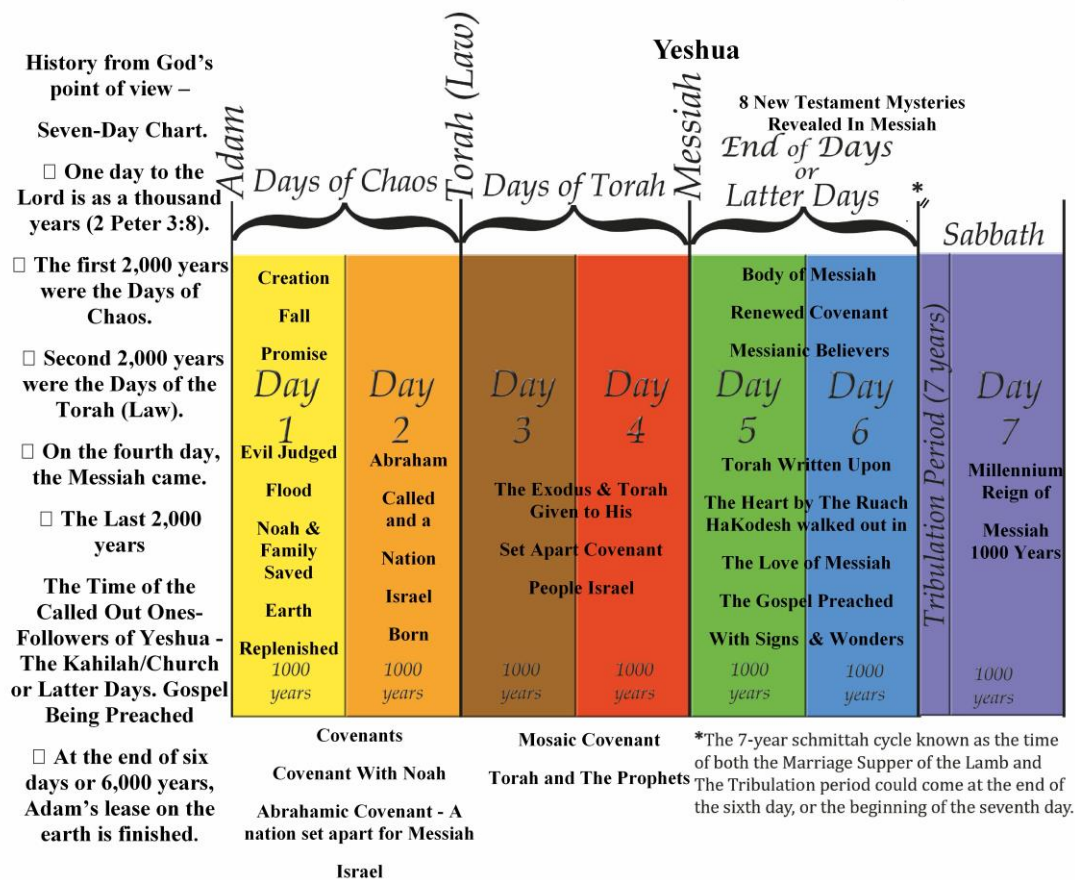 History from God's
point of view –
Seven-Day Chart.
□ One day to the
Lord is as a thousand
years (2 Peter 3:8).
□ The first 2,000 years
were the Days of
Chaos.
□ Second 2,000 years
were the Days of the
Torah (Law).
□ On the fourth day,
the Messiah came.
□ The Last 2,000
years
The Time of the
Called Out Ones-
Followers of Yeshua -
The Kahilah/Church
or Latter Days. Gospel
Being Preached
□ At the end of six
days or 6,000 years,
Adam's lease on the
earth is finished.
Adam
Days of Chaos
Torah (Law)
Days of Torah
Yeshua
Messiah
8 New Testament Mysteries
Revealed In Messiah
End of Days
or
Latter Days
*
Sabbath
Creation
Fall
Promise
Day
1
Evil Judged
Flood
Noah &
Family
Saved
Earth
Replenished
1000
years
Day
2
Abraham
Called
and a
Nation
Israel
Born
1000
years
Day
3
Day
4
The Exodus & Torah
Given to His
Set Apart Covenant
People Israel
1000
years
1000
years
Body of Messiah
Renewed Covenant
Messianic Believers
Day
5
Day
6
Torah Written Upon
The Heart by The Ruach
HaKodesh walked out in
The Love of Messiah
The Gospel Preached
With Signs & Wonders
1000
years
1000
years
Tribulation Period (7 years)
Day
7
Millennium
Reign of
Messiah
1000 Years
1000
years
Covenants
Covenant With Noah
Abrahamic Covenant - A
nation set apart for Messiah
Israel
Mosaic Covenant
Torah and The Prophets
*The 7-year schmittah cycle known as the time
of both the Marriage Supper of the Lamb and
The Tribulation period could come at the end of
the sixth day, or the beginning of the seventh day.